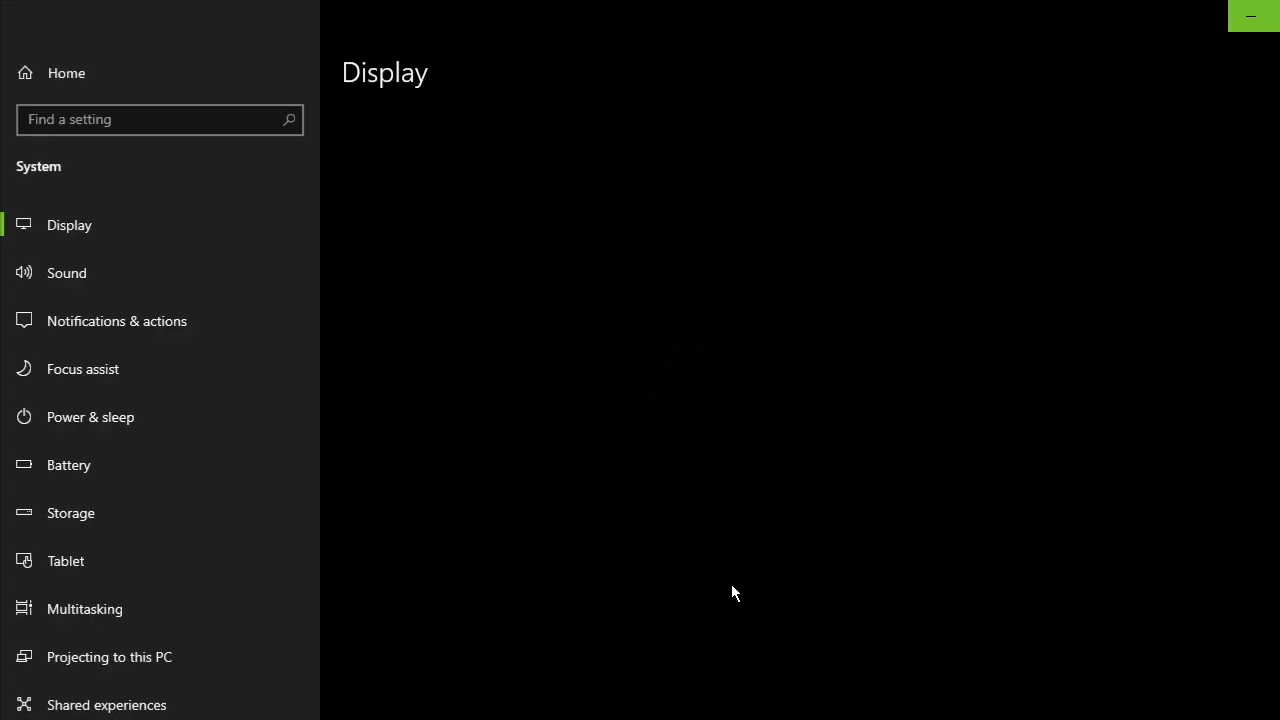 Home
Find a setting
System
Display
Sound
Notifications & actions
Focus assist
Power & sleep
Battery
Storage
Tablet
Multitasking
Projecting to this PC
Shared experiences
Display